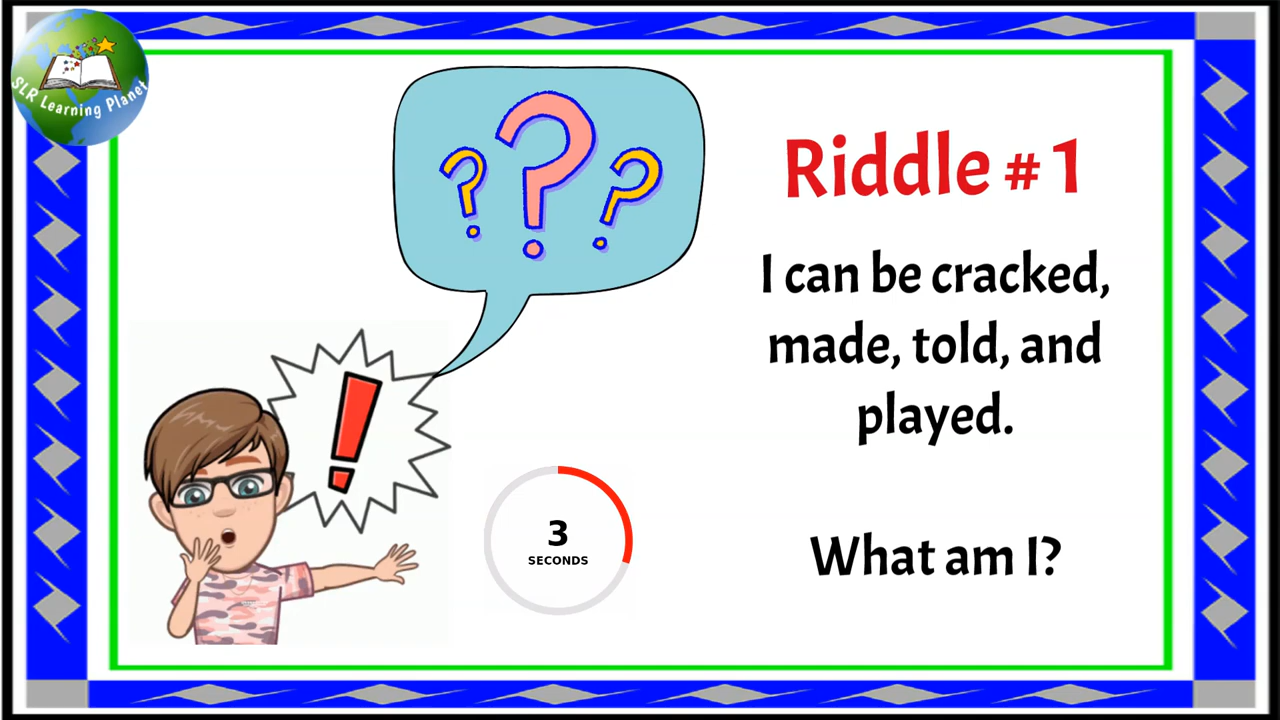 SLR Learning Planet
Riddle # 1
I can be cracked,
made, told, and
played.
What am I?
3
SECONDS